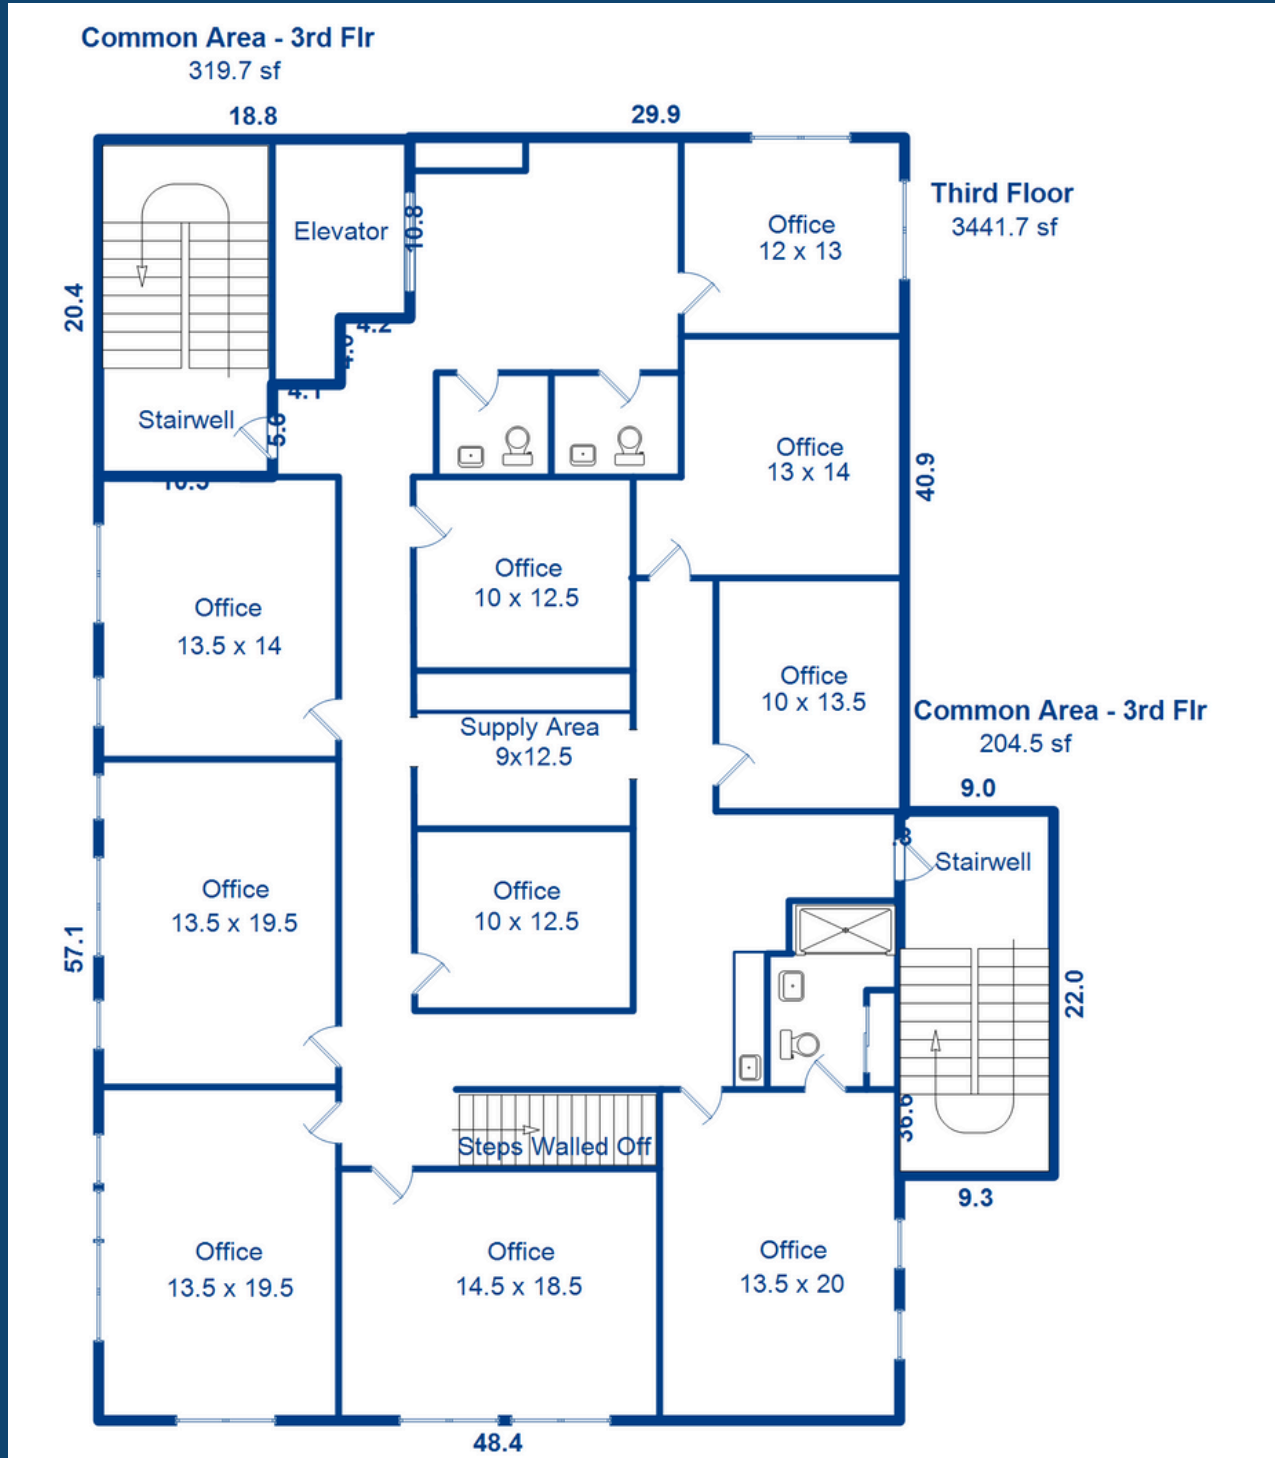 Common Area - 3rd Flr
319.7 sf
18.8
29.9
Third Floor
3441.7 sf
Elevator
10.8
Office
12 x 13
20.4
4.2
4.1
Stairwell
5.6
Office
13 x 14
40.9
Office
10 x 12.5
Office
13.5 x 14
Office
10 x 13.5
Supply Area
9x12.5
Common Area - 3rd Flr
204.5 sf
9.0
Stairwell
Office
13.5 x 19.5
Office
10 x 12.5
57.1
22.0
36.6
Steps Walled Off
9.3
Office
13.5 x 19.5
Office
14.5 x 18.5
Office
13.5 x 20
48.4